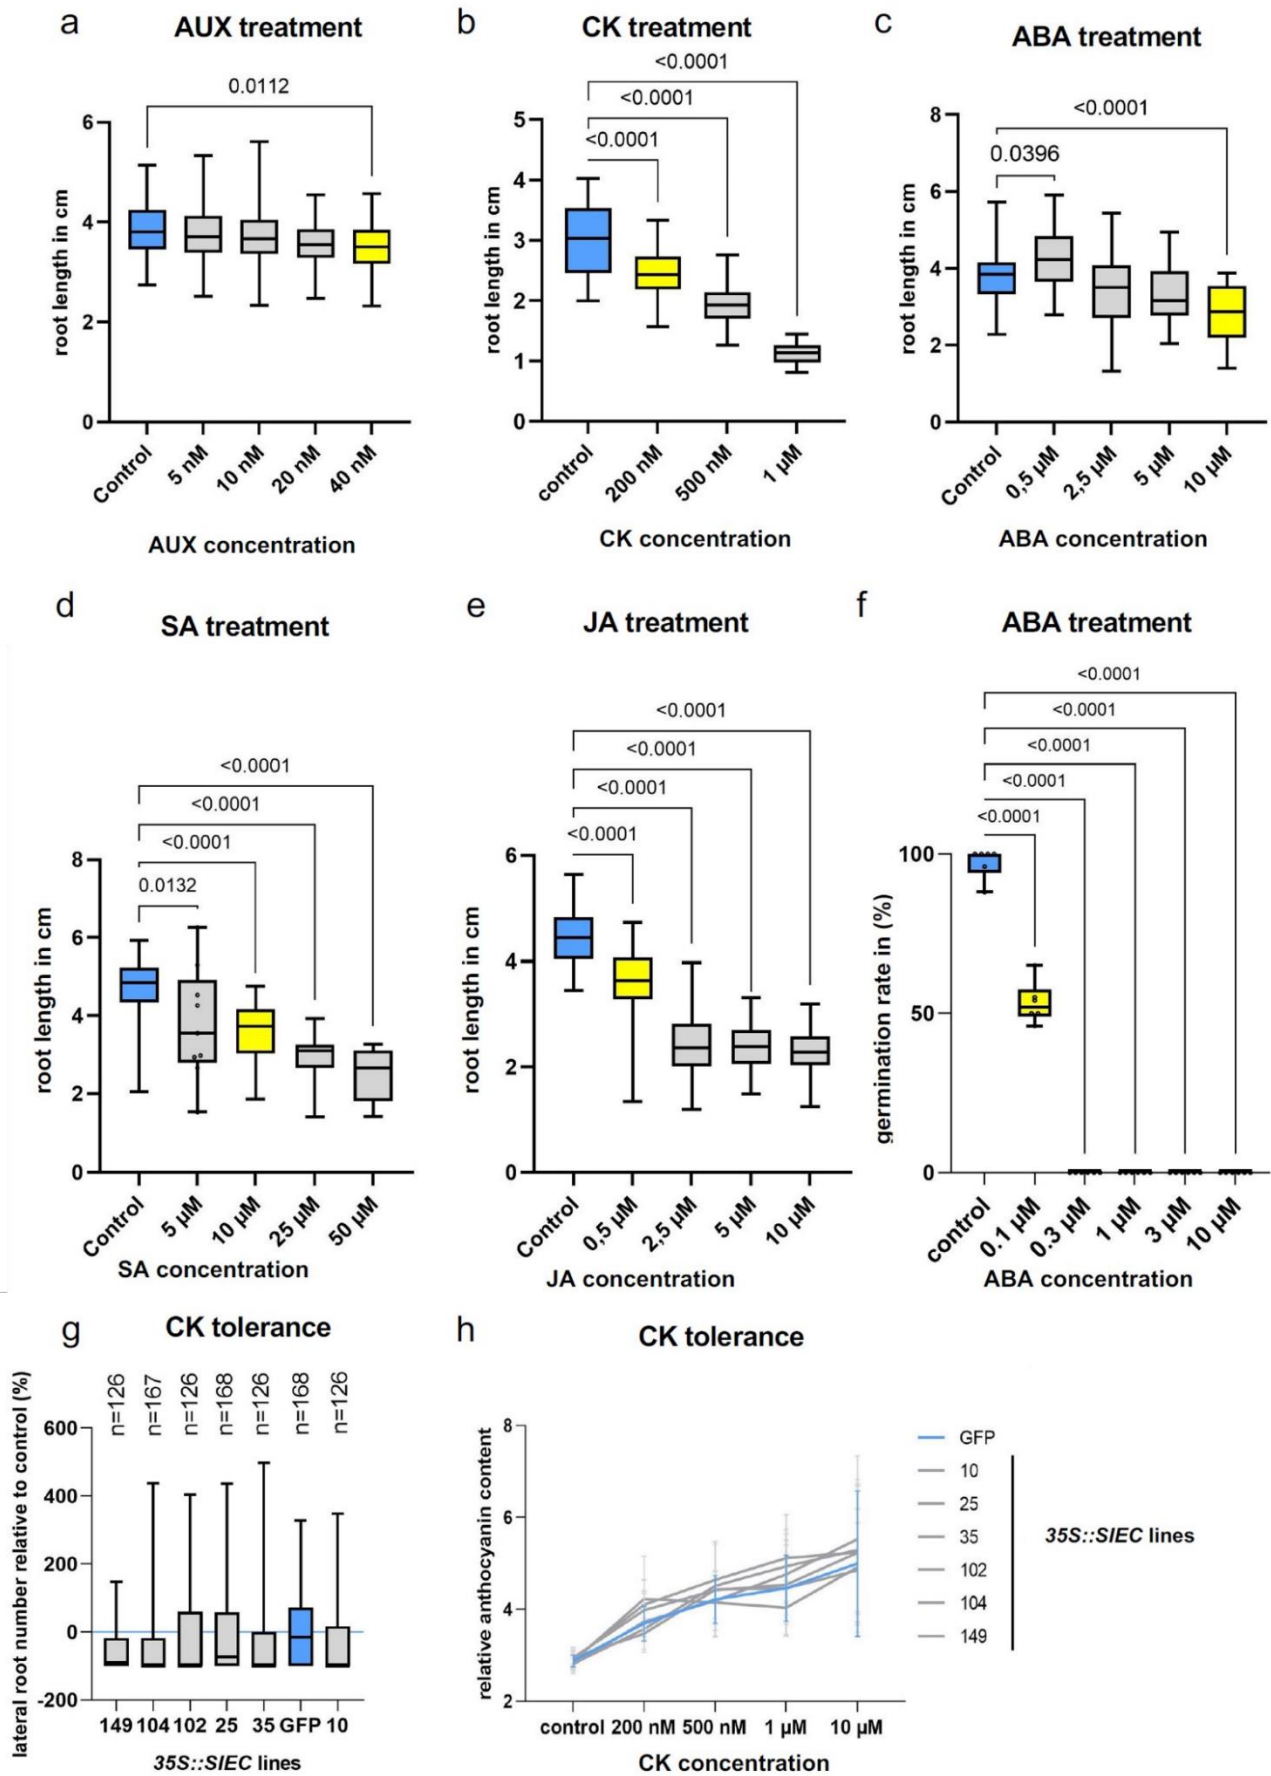 a
AUX treatment
0.0112
6
4
2
0
root length in cm
Control
5 nM
10 nM
20 nM
40 nM
AUX concentration
b
CK treatment
<0.0001
<0.0001
<0.0001
5
4
3
2
1
0
root length in cm
control
200 nM
500 nM
1 µM
CK concentration
c
ABA treatment
<0.0001
0.0396
8
6
4
2
0
root length in cm
Control
0,5 µM
2,5 µM
5 µM
10 µM
ABA concentration
d
SA treatment
<0.0001
<0.0001
<0.0001
0.0132
8
6
4
2
0
root length in cm
Control
5 µM
10 µM
25 µM
50 µM
SA concentration
e
JA treatment
<0.0001
<0.0001
<0.0001
<0.0001
6
4
2
0
root length in cm
Control
0,5 µM
2,5 µM
5 µM
10 µM
JA concentration
f
ABA treatment
<0.0001
<0.0001
<0.0001
<0.0001
<0.0001
100
50
0
germination rate in (%)
control
0.1 µM
0.3 µM
1 µM
3 µM
10 µM
ABA concentration
g
CK tolerance
n=126
n=167
n=126
n=168
n=126
n=168
n=126
600
400
200
0
-200
lateral root number relative to control (%)
149 104 102 25 35 GFP 10
35S::SIEC lines
h
CK tolerance
8
6
4
2
relative anthocyanin content
control 200 nM 500 nM 1 µM 10 µM
CK concentration
GFP
10
25
35
102
104
149
35S::SIEC lines